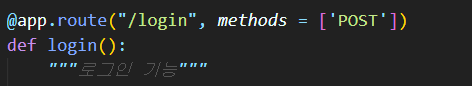 @app.route("/login", methods = ['POST'])
def login():
    """로그인 기능"""